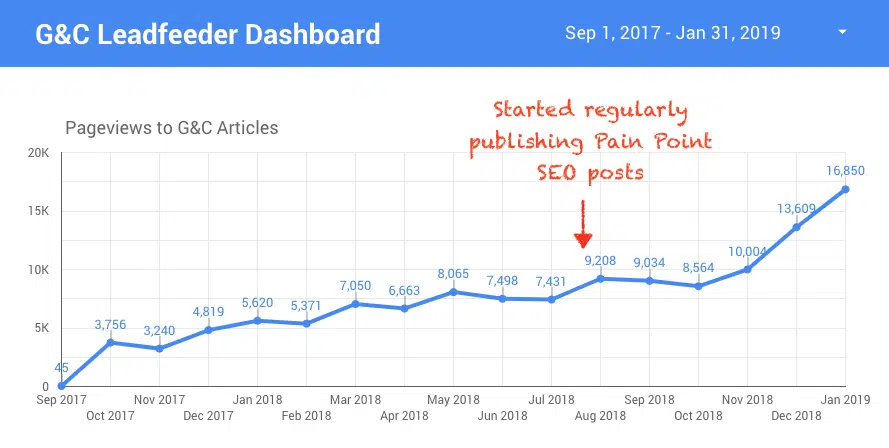 G&C Leadfeeder Dashboard
Sep 1, 2017 - Jan 31, 2019
Started regularly
publishing Pain Point
SEO posts
Pageviews to G&C Articles
20K
15K
10K
5K
0
45
3,756
3,240
4,819
5,620
5,371
7,050
6,663
8,065
7,498
7,431
9,208
9,034
8,564
10,004
13,609
16,850
Sep 2017
Oct 2017
Nov 2017
Dec 2017
Jan 2018
Feb 2018
Mar 2018
Apr 2018
May 2018
Jun 2018
Jul 2018
Aug 2018
Sep 2018
Oct 2018
Nov 2018
Dec 2018
Jan 2019